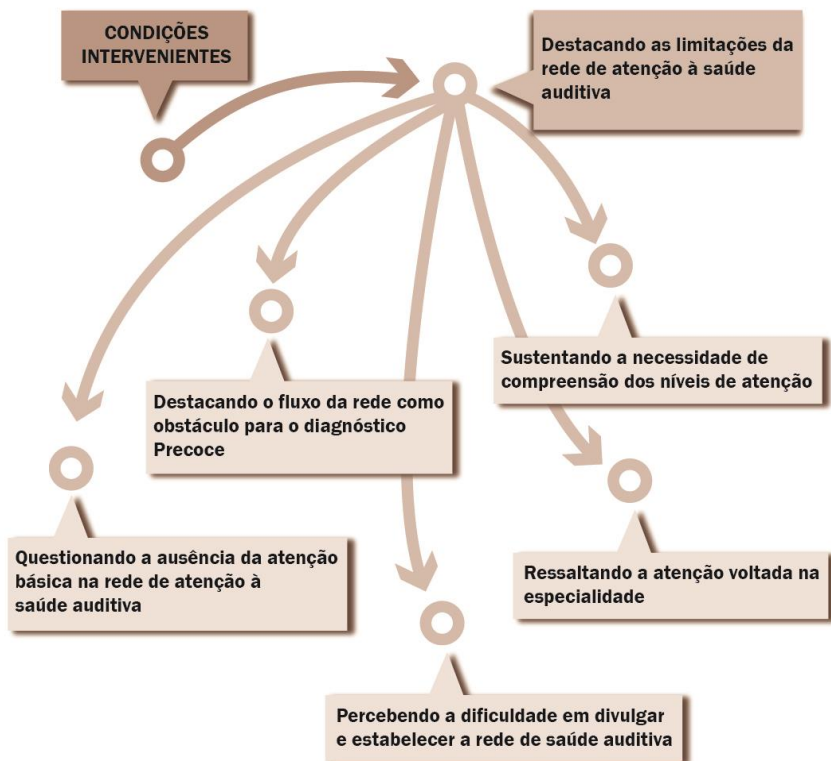 CONDIÇÕES
INTERVENIENTES
Destacando as limitações da
rede de atenção à saúde
auditiva
Sustentando a necessidade de
compreensão dos níveis de atenção
Destacando o fluxo da rede como
obstáculo para o diagnóstico
Precoce
Questionando a ausência da atenção
básica na rede de atenção à
saúde auditiva
Ressaltando a atenção voltada na
especialidade
Percebendo a dificuldade em divulgar
e estabelecer a rede de saúde auditiva